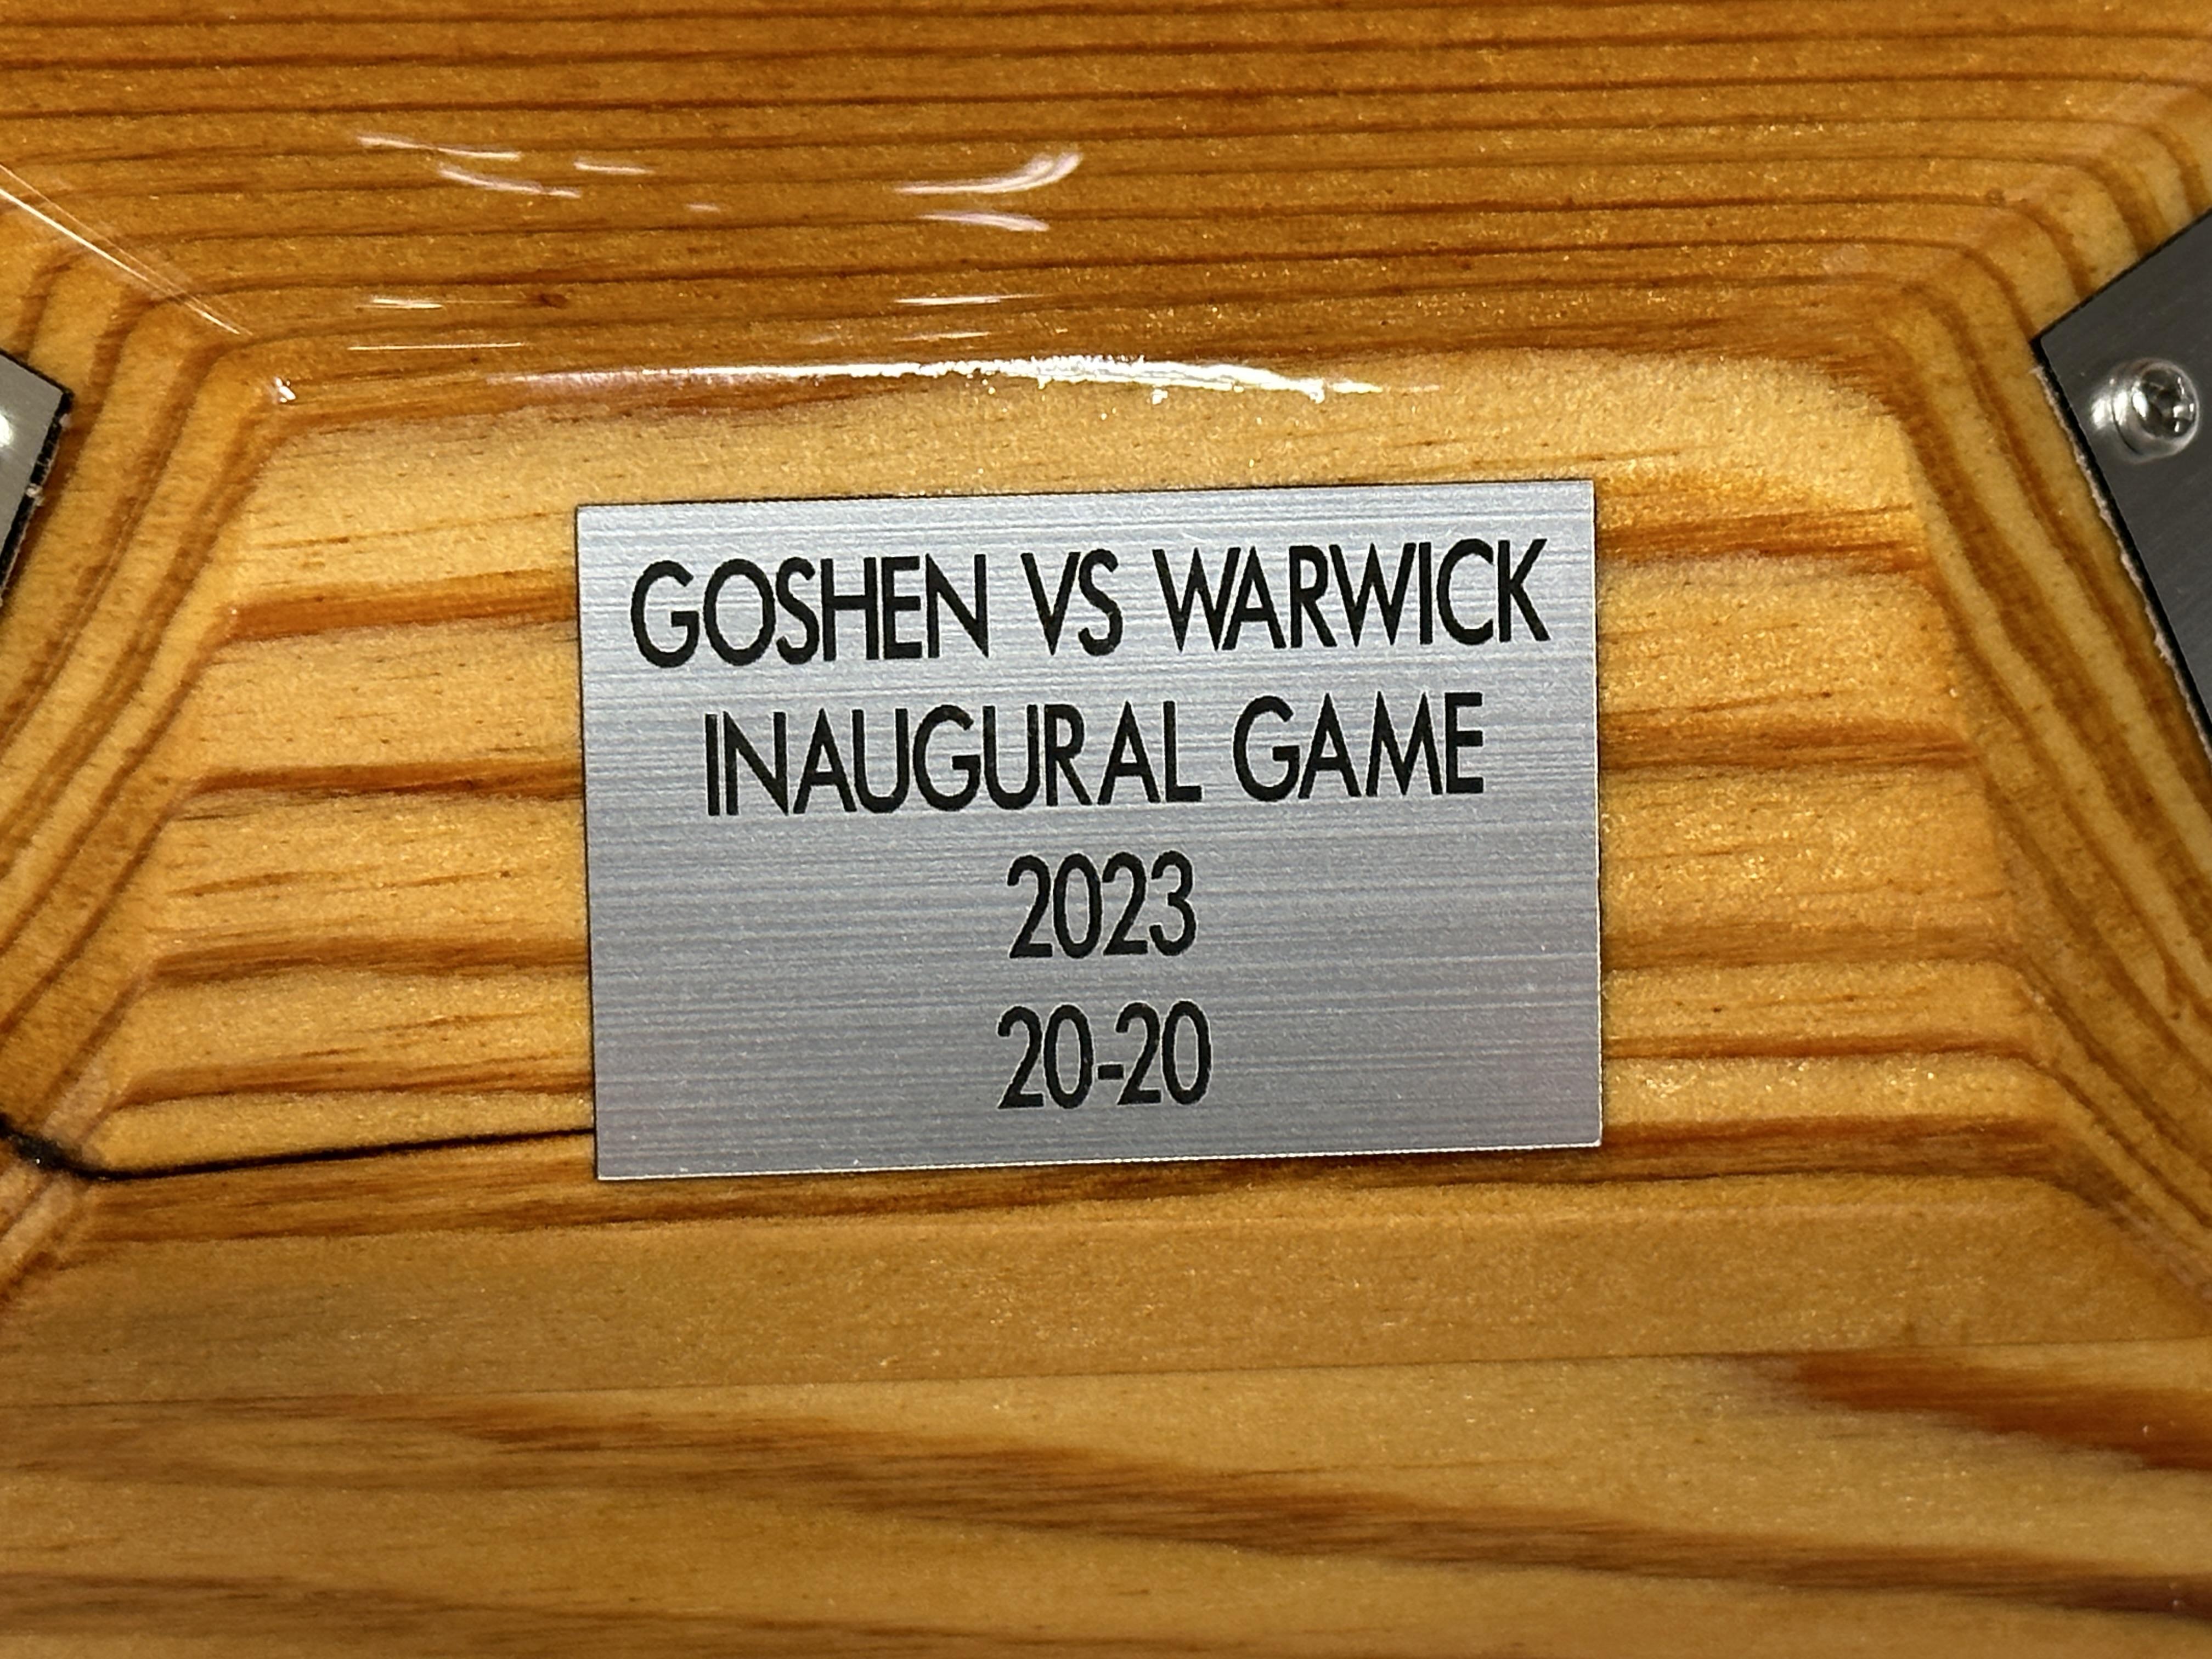 GOSHEN VS WARWICK
INAUGURAL GAME
2023
20-20